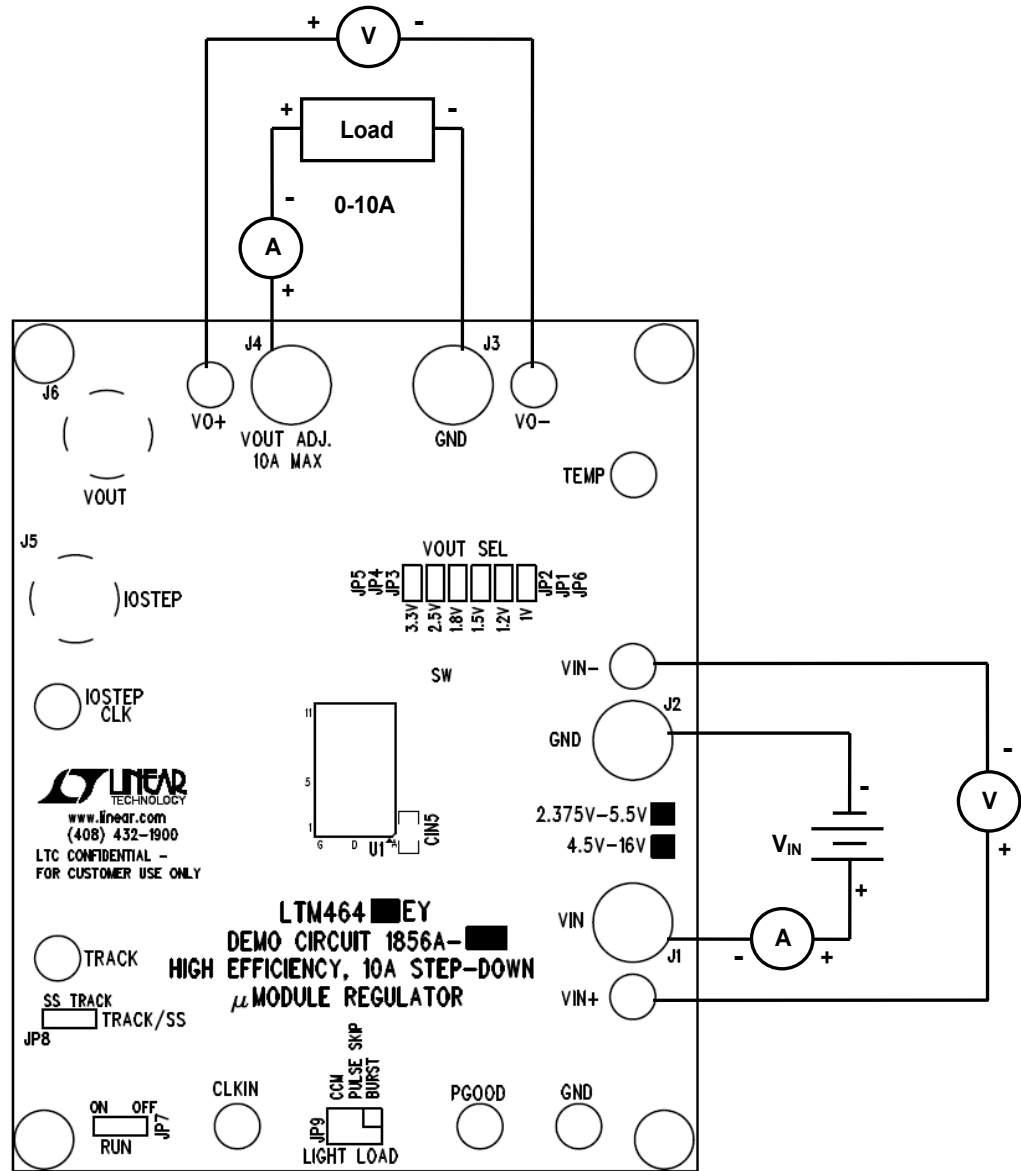 + V -
+ Load -
0-10A
-
A
+
J4 J3
J6
VO+ VOUT ADJ. 10A MAX GND VO-
VOUT
TEMP
J5
IOSTEP
VOUT SEL
JP5 JP4 JP3 JP2 JP1 JP6
3.3V 2.5V 1.8V 1.5V 1.2V 1V
SW
VIN-
IOSTEP CLK
J2
GND
11
5
1
G D A
U1
CIN5
LINEAR
TECHNOLOGY
www.linear.com
(408) 432-1900
LTC CONFIDENTIAL -
FOR CUSTOMER USE ONLY
2.375V-5.5V
4.5V-16V
-
VIN
+
-
V
+
LTM464 EY
DEMO CIRCUIT 1856A-
HIGH EFFICIENCY, 10A STEP-DOWN
µMODULE REGULATOR
VIN
J1
- A +
VIN+
TRACK
SS TRACK
TRACK/SS
JP8
ON OFF
JP7
RUN
CLKIN
CCM
PULSE SKIP
BURST
JP9
LIGHT LOAD
PGOOD
GND